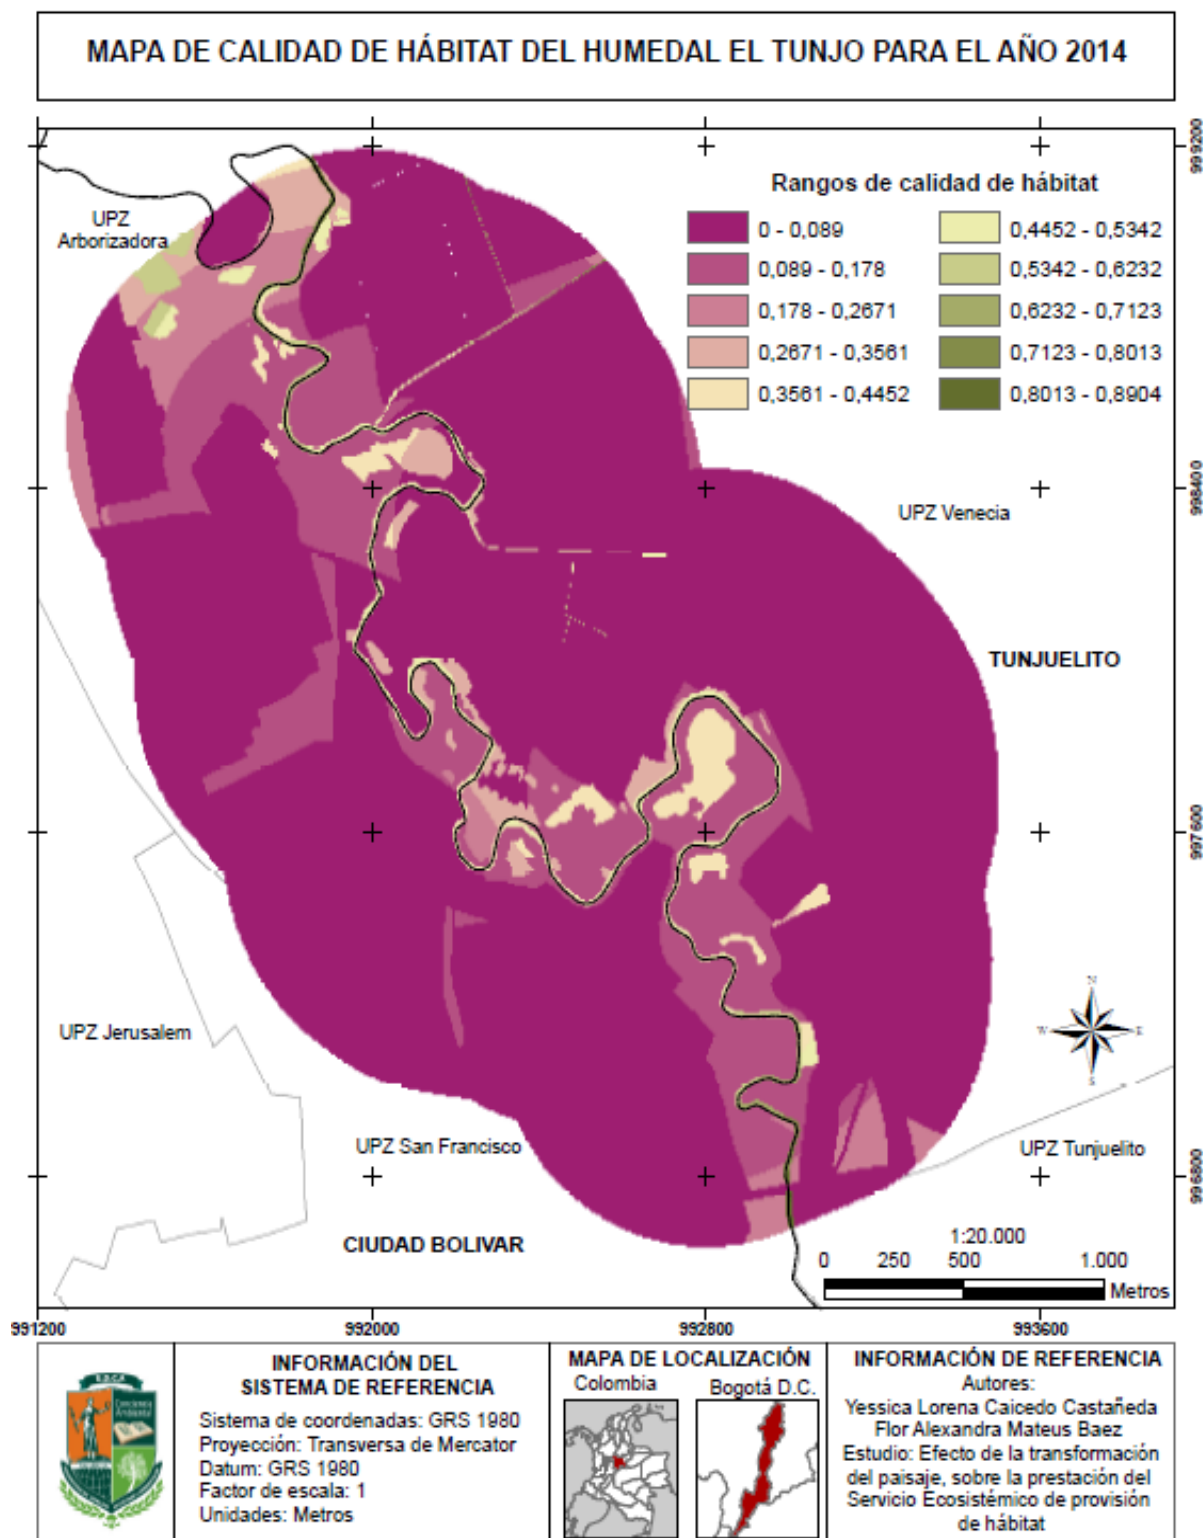 MAPA DE CALIDAD DE HÁBITAT DEL HUMEDAL EL TUNJO PARA EL AÑO 2014
999200
Rangos de calidad de hábitat
0 - 0,089
0,4452 - 0,5342
0,089 - 0,178
0,5342 - 0,6232
0,178 - 0,2671
0,6232 - 0,7123
0,2671 - 0,3561
0,7123 - 0,8013
0,3561 - 0,4452
0,8013 - 0,8904
UPZ
Arborizadora
998400
UPZ Venecia
TUNJUELITO
997600
UPZ Jerusalem
N
W
E
S
UPZ San Francisco
UPZ Tunjuelito
996800
CIUDAD BOLIVAR
1:20.000
0 250 500 1.000
Metros
991200
992000
992800
993600
INFORMACIÓN DEL
SISTEMA DE REFERENCIA
Sistema de coordenadas: GRS 1980
Proyección: Transversa de Mercator
Datum: GRS 1980
Factor de escala: 1
Unidades: Metros
MAPA DE LOCALIZACIÓN
Colombia
Bogotá D.C.
INFORMACIÓN DE REFERENCIA
Autores:
Yessica Lorena Caicedo Castañeda
Flor Alexandra Mateus Baez
Estudio: Efecto de la transformación
del paisaje, sobre la prestación del
Servicio Ecosistémico de provisión
de hábitat